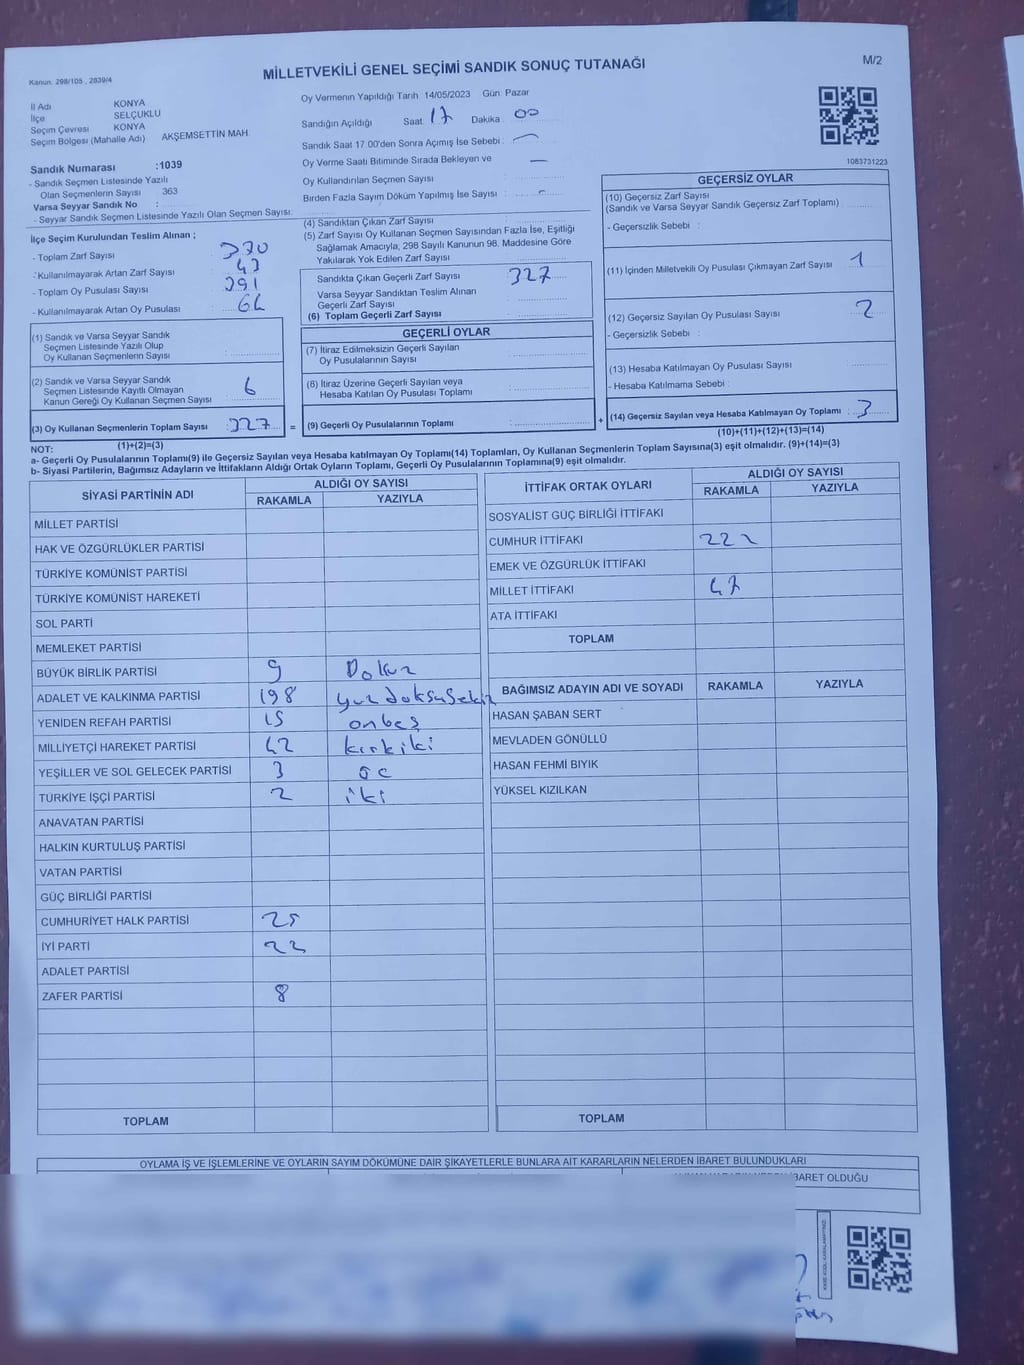 Kanun: 298/105 , 2839/4
MİLLETVEKİLİ GENEL SEÇİMİ SANDIK SONUÇ TUTANAĞI
M/2
İl Adı KONYA
İlçe SELÇUKLU
Seçim Çevresi KONYA
Seçim Bölgesi (Mahalle Adı) AKŞEMSETTİN MAH.
Oy Vermenin Yapıldığı Tarih 14/05/2023 Gün: Pazar
Sandığın Açıldığı Saat 17 Dakika 00
Sandık Saat 17.00'den Sonra Açımış İse Sebebi :
Oy Verme Saati Bitiminde Sırada Bekleyen ve
Oy Kullandırılan Seçmen Sayısı
Birden Fazla Sayım Döküm Yapılmış İse Sayısı
1083731223
Sandık Numarası :1039
- Sandık Seçmen Listesinde Yazılı
Olan Seçmenlerin Sayısı 363
Varsa Seyyar Sandık No :
- Seyyar Sandık Seçmen Listesinde Yazılı Olan Seçmen Sayısı:
İlçe Seçim Kurulundan Teslim Alınan ;
- Toplam Zarf Sayısı 370
- Kullanılmayarak Artan Zarf Sayısı 43
- Toplam Oy Pusulası Sayısı 391
- Kullanılmayarak Artan Oy Pusulası : 64
(1) Sandık ve Varsa Seyyar Sandık
Seçmen Listesinde Yazılı Olup
Oy Kullanan Seçmenlerin Sayısı :
(2) Sandık ve Varsa Seyyar Sandık
Seçmen Listesinde Kayıtlı Olmayan
Kanun Gereği Oy Kullanan Seçmen Sayısı : 6
(3) Oy Kullanan Seçmenlerin Toplam Sayısı : 327
(1)+(2)=(3)
(4) Sandıktan Çıkan Zarf Sayısı
(5) Zarf Sayısı Oy Kullanan Seçmen Sayısından Fazla İse, Eşitliği
Sağlamak Amacıyla, 298 Sayılı Kanunun 98. Maddesine Göre
Yakılarak Yok Edilen Zarf Sayısı
Sandıkta Çıkan Geçerli Zarf Sayısı 327
Varsa Seyyar Sandıktan Teslim Alınan
Geçerli Zarf Sayısı
(6) Toplam Geçerli Zarf Sayısı
GEÇERLİ OYLAR
(7) İtiraz Edilmeksizin Geçerli Sayılan
Oy Pusulalarının Sayısı
(8) İtiraz Üzerine Geçerli Sayılan veya
Hesaba Katılan Oy Pusulası Toplamı
= (9) Geçerli Oy Pusulalarının Toplamı : +
GEÇERSİZ OYLAR
(10) Geçersiz Zarf Sayısı
(Sandık ve Varsa Seyyar Sandık Geçersiz Zarf Toplamı)
- Geçersizlik Sebebi :
(11) İçinden Milletvekili Oy Pusulası Çıkmayan Zarf Sayısı 1
(12) Geçersiz Sayılan Oy Pusulası Sayısı 2
- Geçersizlik Sebebi :
(13) Hesaba Katılmayan Oy Pusulası Sayısı
- Hesaba Katılmama Sebebi :
(14) Geçersiz Sayılan veya Hesaba Katılmayan Oy Toplamı : 3
(10)+(11)+(12)+(13)=(14)
NOT:
a- Geçerli Oy Pusulalarının Toplamı(9) ile Geçersiz Sayılan veya Hesaba katılmayan Oy Toplamı(14) Toplamları, Oy Kullanan Seçmenlerin Toplam Sayısına(3) eşit olmalıdır. (9)+(14)=(3)
b- Siyasi Partilerin, Bağımsız Adayların ve İttifakların Aldığı Ortak Oyların Toplamı, Geçerli Oy Pusulalarının Toplamına(9) eşit olmalıdır.
SİYASİ PARTİNİN ADI ALDIĞI OY SAYISI
RAKAMLA YAZIYLA
MİLLET PARTİSİ
HAK VE ÖZGÜRLÜKLER PARTİSİ
TÜRKİYE KOMÜNİST PARTİSİ
TÜRKİYE KOMÜNİST HAREKETİ
SOL PARTİ
MEMLEKET PARTİSİ
BÜYÜK BİRLİK PARTİSİ 9 Dokuz
ADALET VE KALKINMA PARTİSİ 198 yuzdoksasekiz
YENİDEN REFAH PARTİSİ 15 onbeş
MİLLİYETÇİ HAREKET PARTİSİ 42 kırkiki
YEŞİLLER VE SOL GELECEK PARTİSİ 3 üç
TÜRKİYE İŞÇİ PARTİSİ 2 iki
ANAVATAN PARTİSİ
HALKIN KURTULUŞ PARTİSİ
VATAN PARTİSİ
GÜÇ BİRLİĞİ PARTİSİ
CUMHURİYET HALK PARTİSİ 25
İYİ PARTİ 22
ADALET PARTİSİ
ZAFER PARTİSİ 8
TOPLAM
İTTİFAK ORTAK OYLARI ALDIĞI OY SAYISI
RAKAMLA YAZIYLA
SOSYALİST GÜÇ BİRLİĞİ İTTİFAKI
CUMHUR İTTİFAKI 222
EMEK VE ÖZGÜRLÜK İTTİFAKI
MİLLET İTTİFAKI 47
ATA İTTİFAKI
TOPLAM
BAĞIMSIZ ADAYIN ADI VE SOYADI RAKAMLA YAZIYLA
HASAN ŞABAN SERT
MEVLADEN GÖNÜLLÜ
HASAN FEHMİ BIYIK
YÜKSEL KIZILKAN
TOPLAM
OYLAMA İŞ VE İŞLEMLERİNE VE OYLARIN SAYIM DÖKÜMÜNE DAİR ŞİKAYETLERLE BUNLARA AİT KARARLARIN NELERDEN İBARET BULUNDUKLARI
BARET OLDUĞU